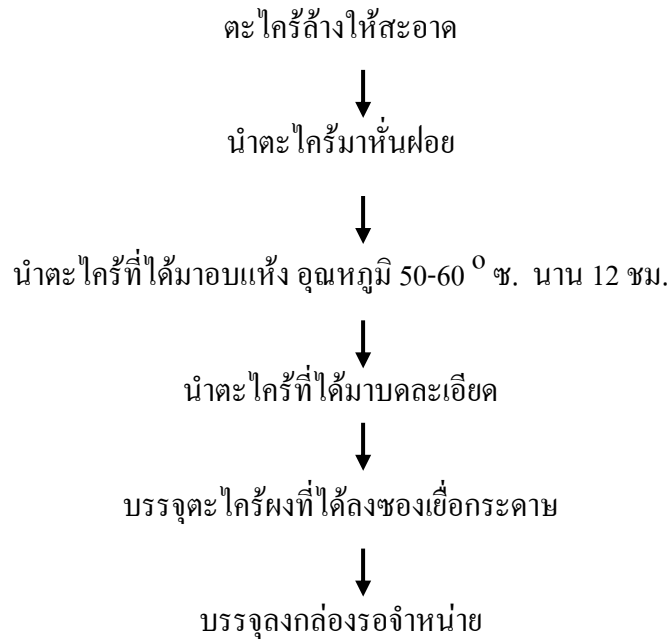 ตะไคร้ล้างให้สะอาด
นำตะไคร้มาหั่นฝอย
นำตะไคร้ที่ได้มาอบแห้ง อุณหภูมิ 50-60 ᴼ ซ. นาน 12 ชม.
นำตะไคร้ที่ได้มาบดละเอียด
บรรจุตะไคร้ผงที่ได้ลงซองเยื่อกระดาษ
บรรจุลงกล่องรอจำหน่าย